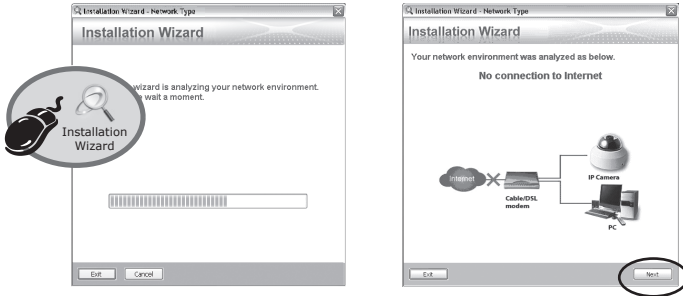 Installation Wizard - Network Type
Installation Wizard
wizard is analyzing your network environment.
wait a moment.
Installation
Wizard
Exit
Cancel
Installation Wizard - Network Type
Installation Wizard
Your network environment was analyzed as below.
No connection to Internet
Internet
IP Camera
Cable/DSL
modem
PC
Exit
Next